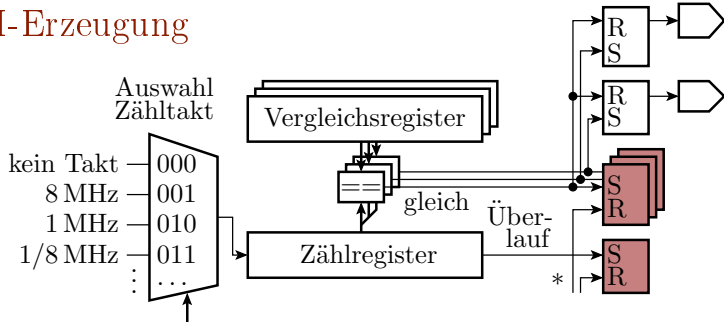 I-Erzeugung
Auswahl
Zähltakt
kein Takt 000
8 MHz 001
1 MHz 010
1/8 MHz 011
⋮ ...
Vergleichsregister
==
gleich
Zählregister
Über-
lauf
*
R
S
R
S
S
R
S
R